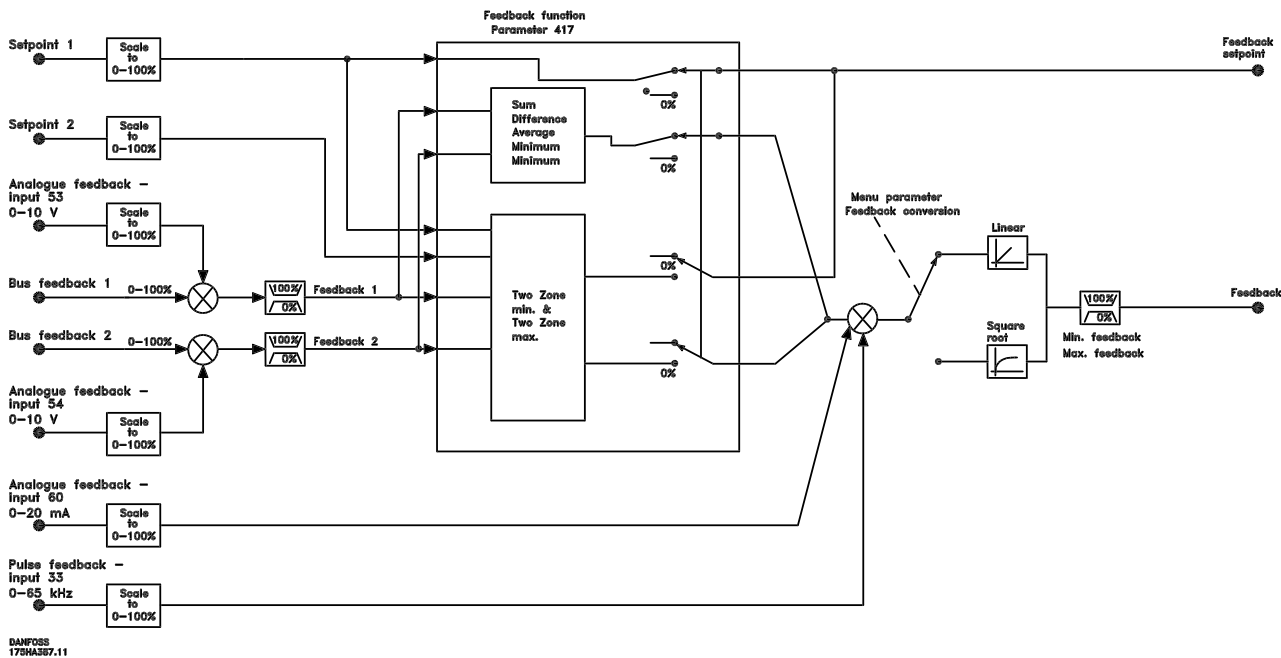 Feedback function
Parameter 417
Setpoint 1
Scale
to
0-100%
Feedback
setpoint
0%
Sum
Difference
Average
Minimum
Minimum
Setpoint 2
Scale
to
0-100%
0%
Analogue feedback -
input 53
0-10 V
Scale
to
0-100%
Menu parameter
Feedback conversion
Linear
0%
Bus feedback 1
0-100%
100%
0%
Feedback 1
Two Zone
min. &
Two Zone
max.
100%
0%
Feedback
Bus feedback 2
0-100%
100%
0%
Feedback 2
Square
root
Min. feedback
Max. feedback
0%
Analogue feedback -
input 54
0-10 V
Scale
to
0-100%
Analogue feedback -
input 60
0-20 mA
Scale
to
0-100%
Pulse feedback -
input 33
0-65 kHz
Scale
to
0-100%
DANFOSS
175HA387.11